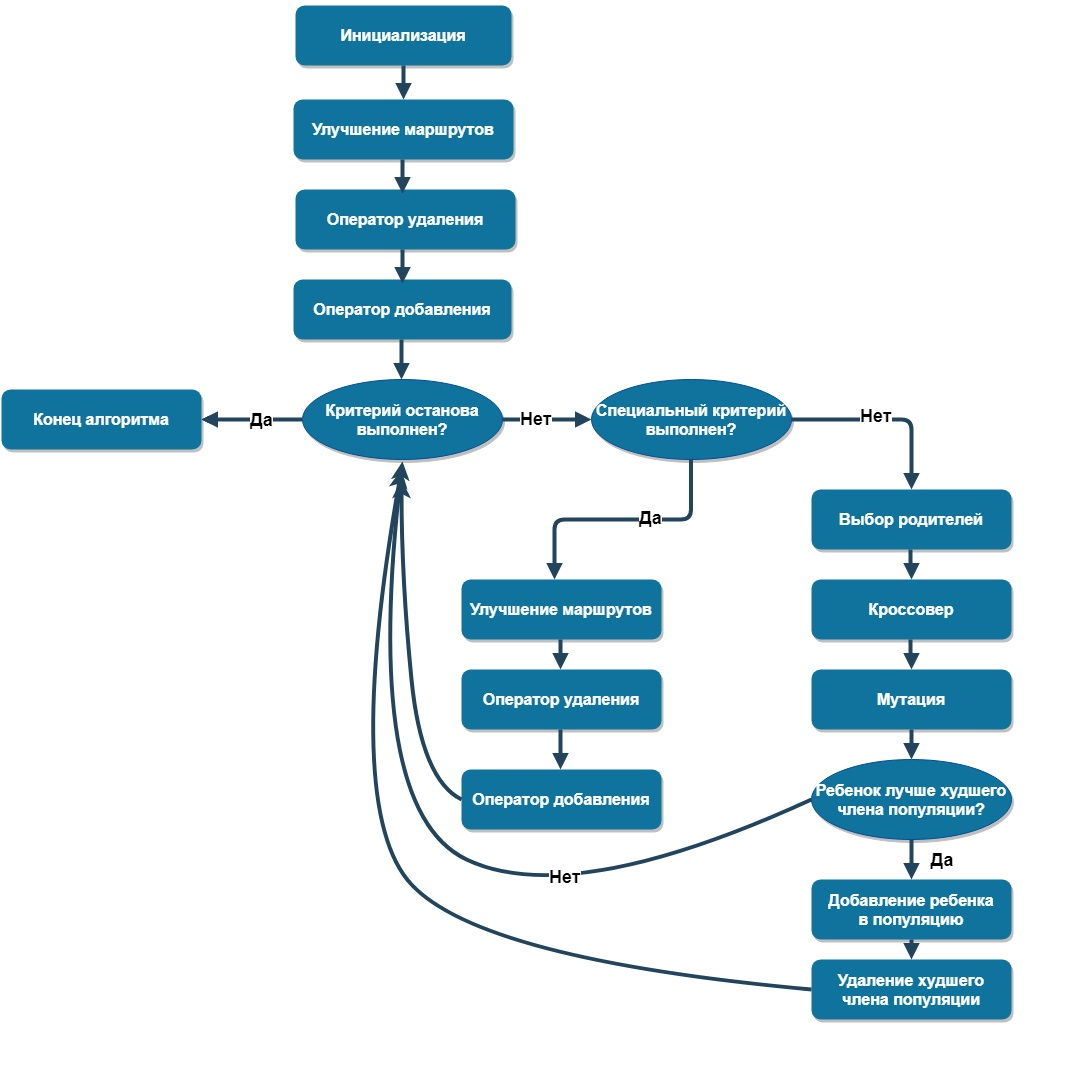 Инициализация
Улучшение маршрутов
Оператор удаления
Оператор добавления
Конец алгоритма
Да
Критерий останова
выполнен?
Нет
Специальный критерий
выполнен?
Нет
Да
Выбор родителей
Улучшение маршрутов
Кроссовер
Оператор удаления
Мутация
Оператор добавления
Ребенок лучше худшего
члена популяции?
Нет
Да
Добавление ребенка
в популяцию
Удаление худшего
члена популяции